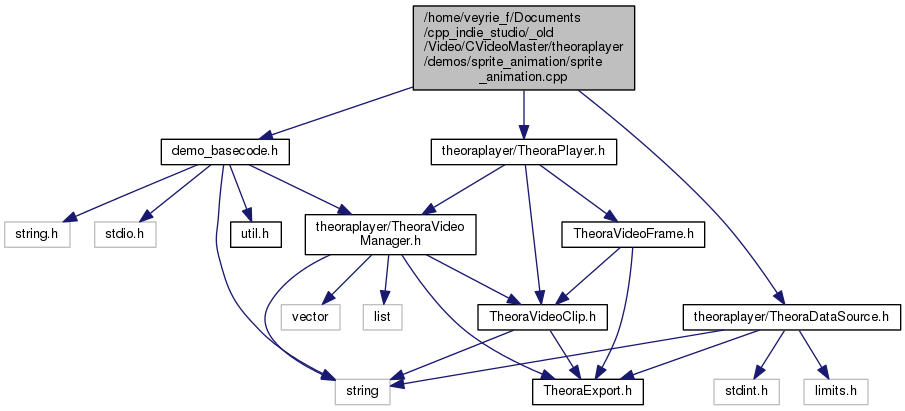 /home/veyrie_f/Documents
/cpp_indie_studio/_old
/Video/CVideoMaster/theoraplayer
/demos/sprite_animation/sprite
_animation.cpp
demo_basecode.h
theoraplayer/TheoraPlayer.h
string.h
stdio.h
util.h
theoraplayer/TheoraVideo
Manager.h
TheoraVideoFrame.h
vector
list
TheoraVideoClip.h
theoraplayer/TheoraDataSource.h
string
TheoraExport.h
stdint.h
limits.h